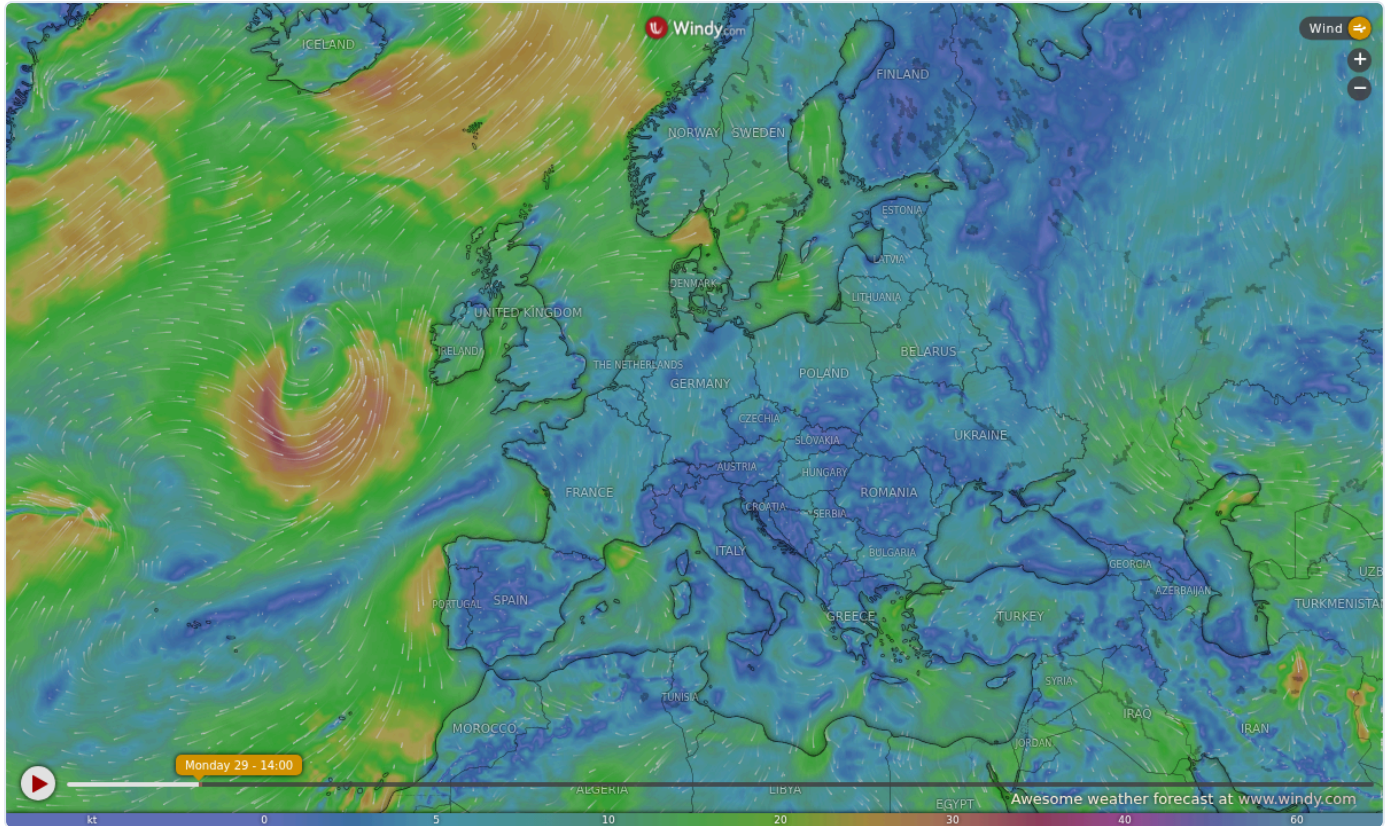 Windy.com
Wind
+
−
ICELAND
FINLAND
NORWAY
SWEDEN
ESTONIA
LATVIA
DENMARK
LITHUANIA
UNITED KINGDOM
IRELAND
BELARUS
THE NETHERLANDS
POLAND
GERMANY
CZECHIA
UKRAINE
SLOVAKIA
AUSTRIA
HUNGARY
FRANCE
ROMANIA
CROATIA
SERBIA
ITALY
BULGARIA
GEORGIA
UZB
AZERBAIJAN
PORTUGAL
SPAIN
TURKMENISTAN
GREECE
TURKEY
SYRIA
TUNISIA
IRAQ
MOROCCO
IRAN
JORDAN
Monday 29 - 14:00
ALGERIA
LIBYA
EGYPT
Awesome weather forecast at www.windy.com
kt 0 5 10 20 30 40 60